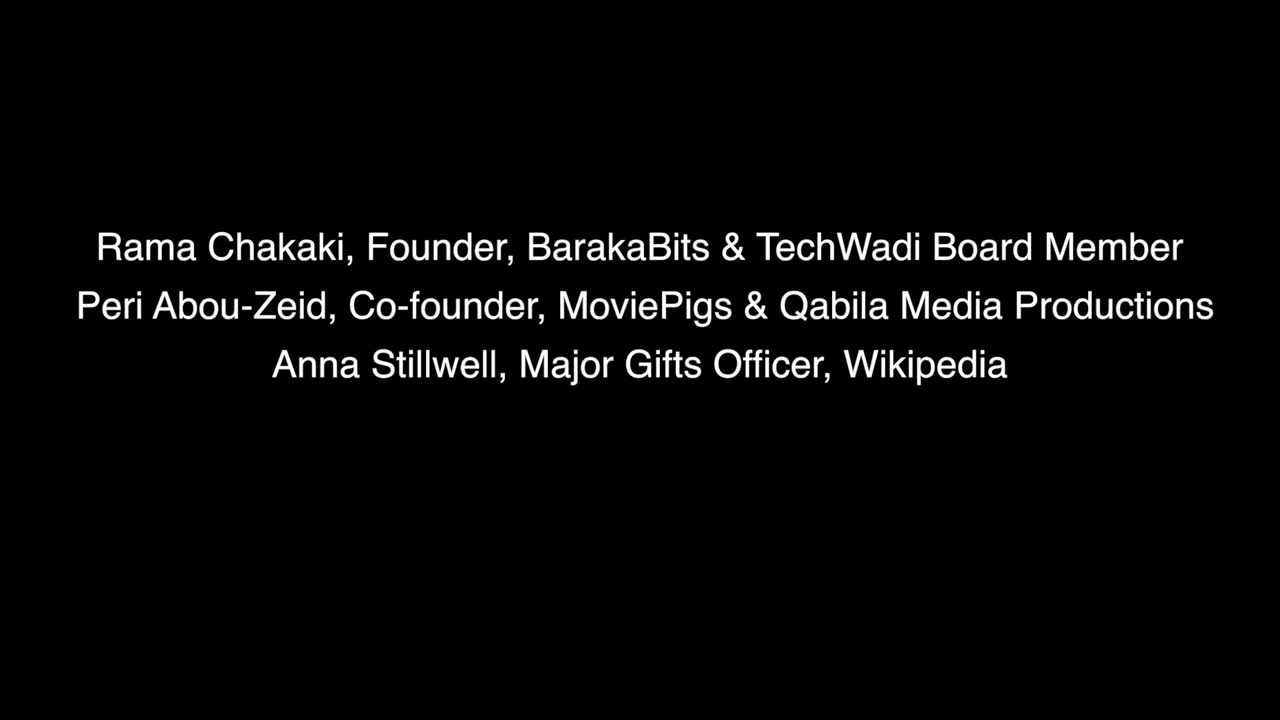 Rama Chakaki, Founder, BarakaBits & TechWadi Board Member
Peri Abou-Zeid, Co-founder, MoviePigs & Qabila Media Productions
Anna Stillwell, Major Gifts Officer, Wikipedia